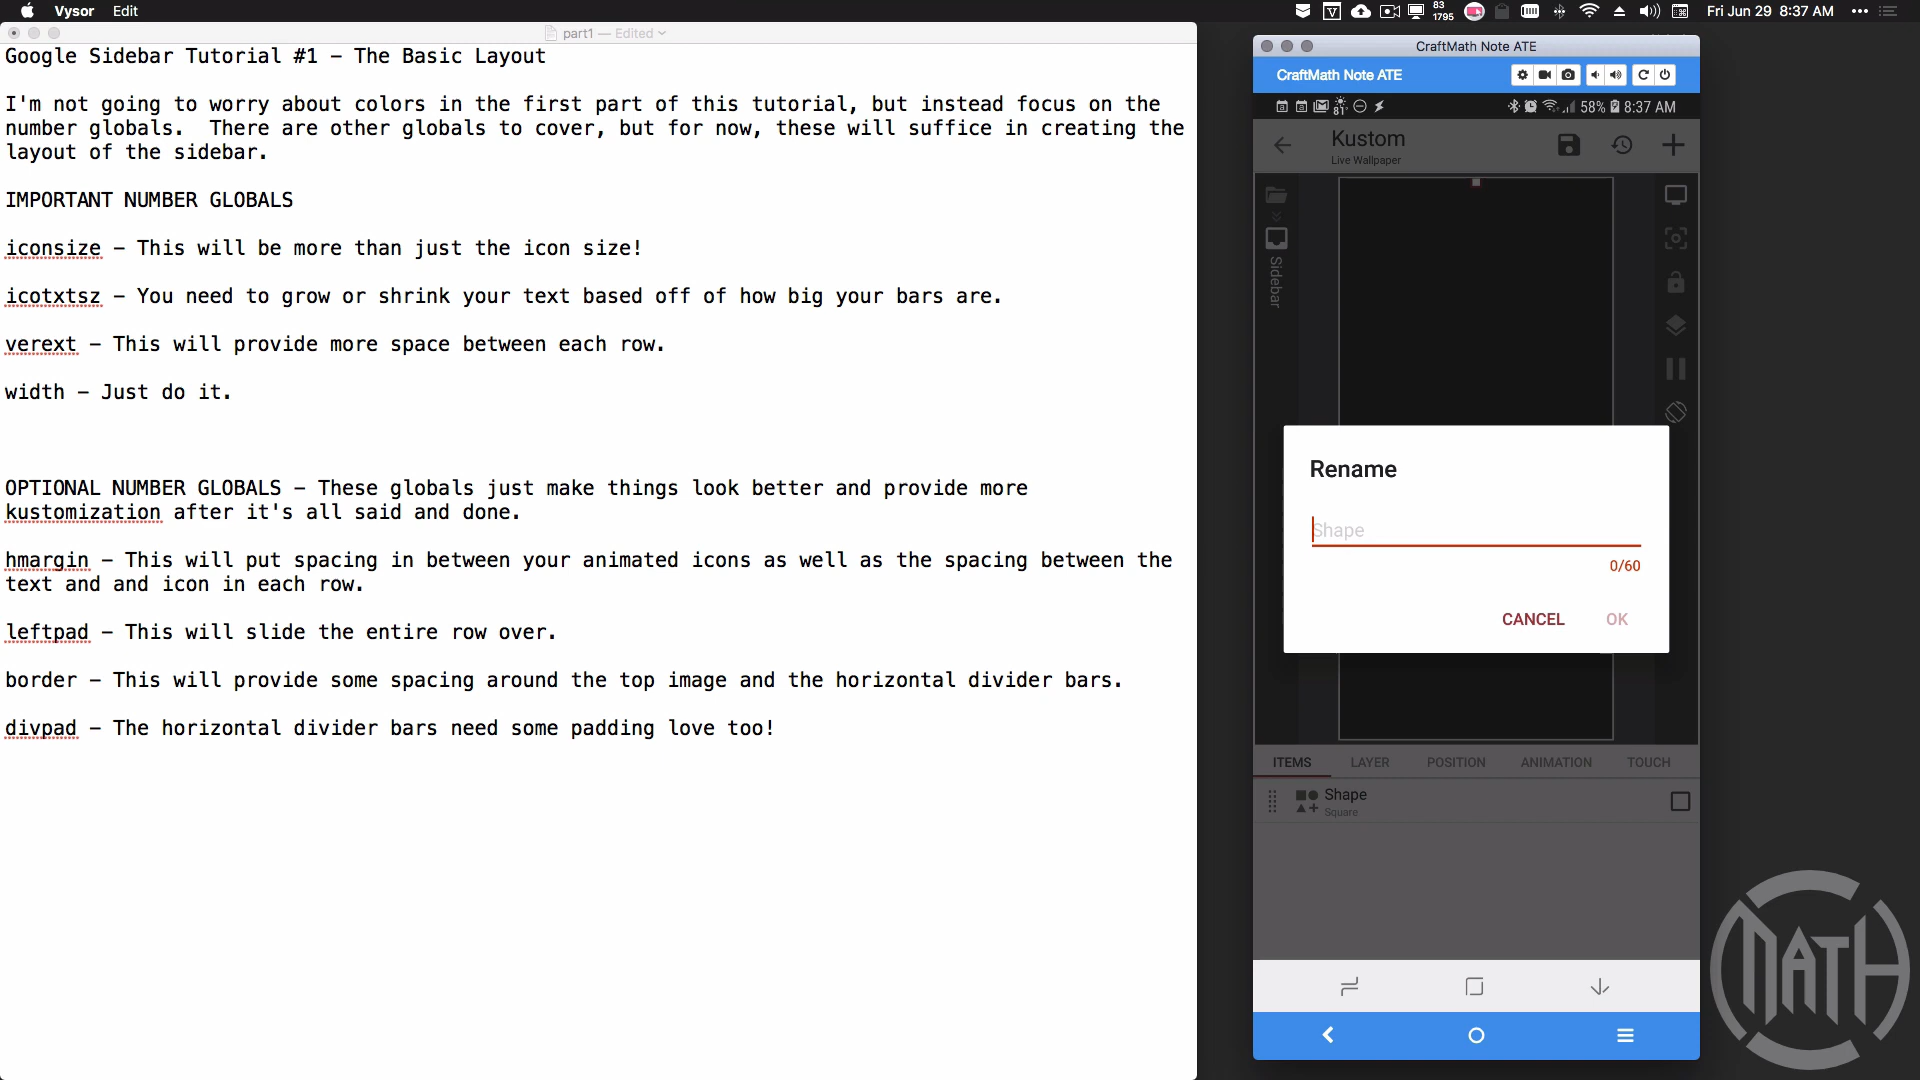 Vysor Edit
83
1795
Fri Jun 29 8:37 AM
part1 — Edited
Google Sidebar Tutorial #1 – The Basic Layout
I'm not going to worry about colors in the first part of this tutorial, but instead focus on the
number globals.  There are other globals to cover, but for now, these will suffice in creating the
layout of the sidebar.
IMPORTANT NUMBER GLOBALS
iconsize – This will be more than just the icon size!
icotxtsz – You need to grow or shrink your text based off of how big your bars are.
verext – This will provide more space between each row.
width – Just do it.
OPTIONAL NUMBER GLOBALS – These globals just make things look better and provide more
kustomization after it's all said and done.
hmargin – This will put spacing in between your animated icons as well as the spacing between the
text and and icon in each row.
leftpad – This will slide the entire row over.
border – This will provide some spacing around the top image and the horizontal divider bars.
divpad – The horizontal divider bars need some padding love too!
CraftMath Note ATE
CraftMath Note ATE
81° 58% 8:37 AM
Kustom
Live Wallpaper
Sidebar
Rename
Shape
0/60
CANCEL OK
ITEMS LAYER POSITION ANIMATION TOUCH
Shape
Square
MATH